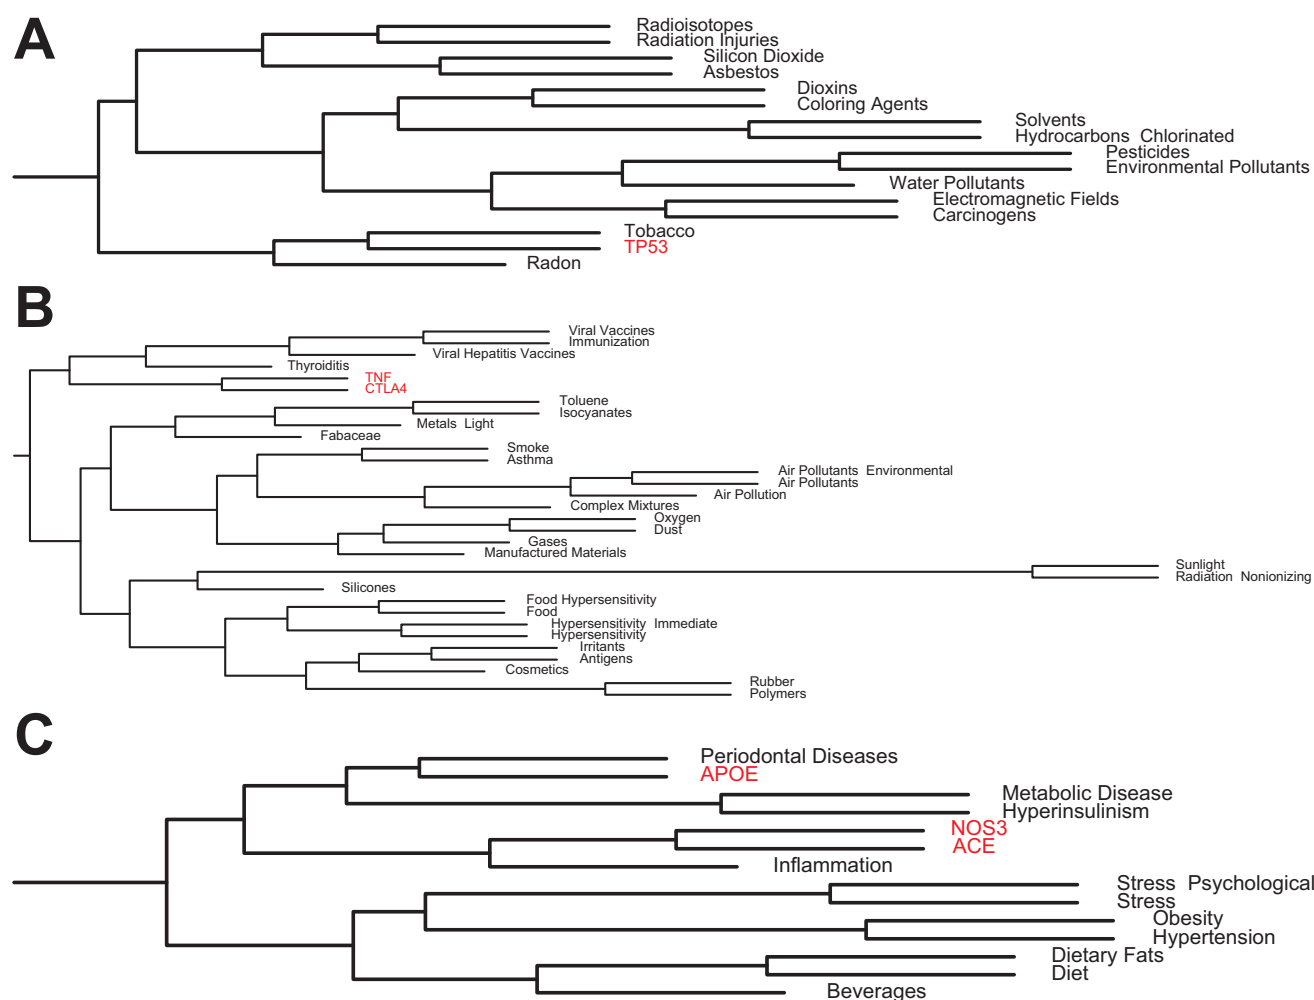 A
Radioisotopes
Radiation Injuries
Silicon Dioxide
Asbestos
Dioxins
Coloring Agents
Solvents
Hydrocarbons Chlorinated
Pesticides
Environmental Pollutants
Water Pollutants
Electromagnetic Fields
Carcinogens
Tobacco
TP53
Radon
B
Viral Vaccines
Immunization
Viral Hepatitis Vaccines
Thyroiditis
TNF
CTLA4
Toluene
Isocyanates
Metals Light
Fabaceae
Smoke
Asthma
Air Pollutants Environmental
Air Pollutants
Air Pollution
Complex Mixtures
Oxygen
Dust
Gases
Manufactured Materials
Sunlight
Radiation Nonionizing
Silicones
Food Hypersensitivity
Food
Hypersensitivity Immediate
Hypersensitivity
Irritants
Antigens
Cosmetics
Rubber
Polymers
C
Periodontal Diseases
APOE
Metabolic Disease
Hyperinsulinism
NOS3
ACE
Inflammation
Stress Psychological
Stress
Obesity
Hypertension
Dietary Fats
Diet
Beverages